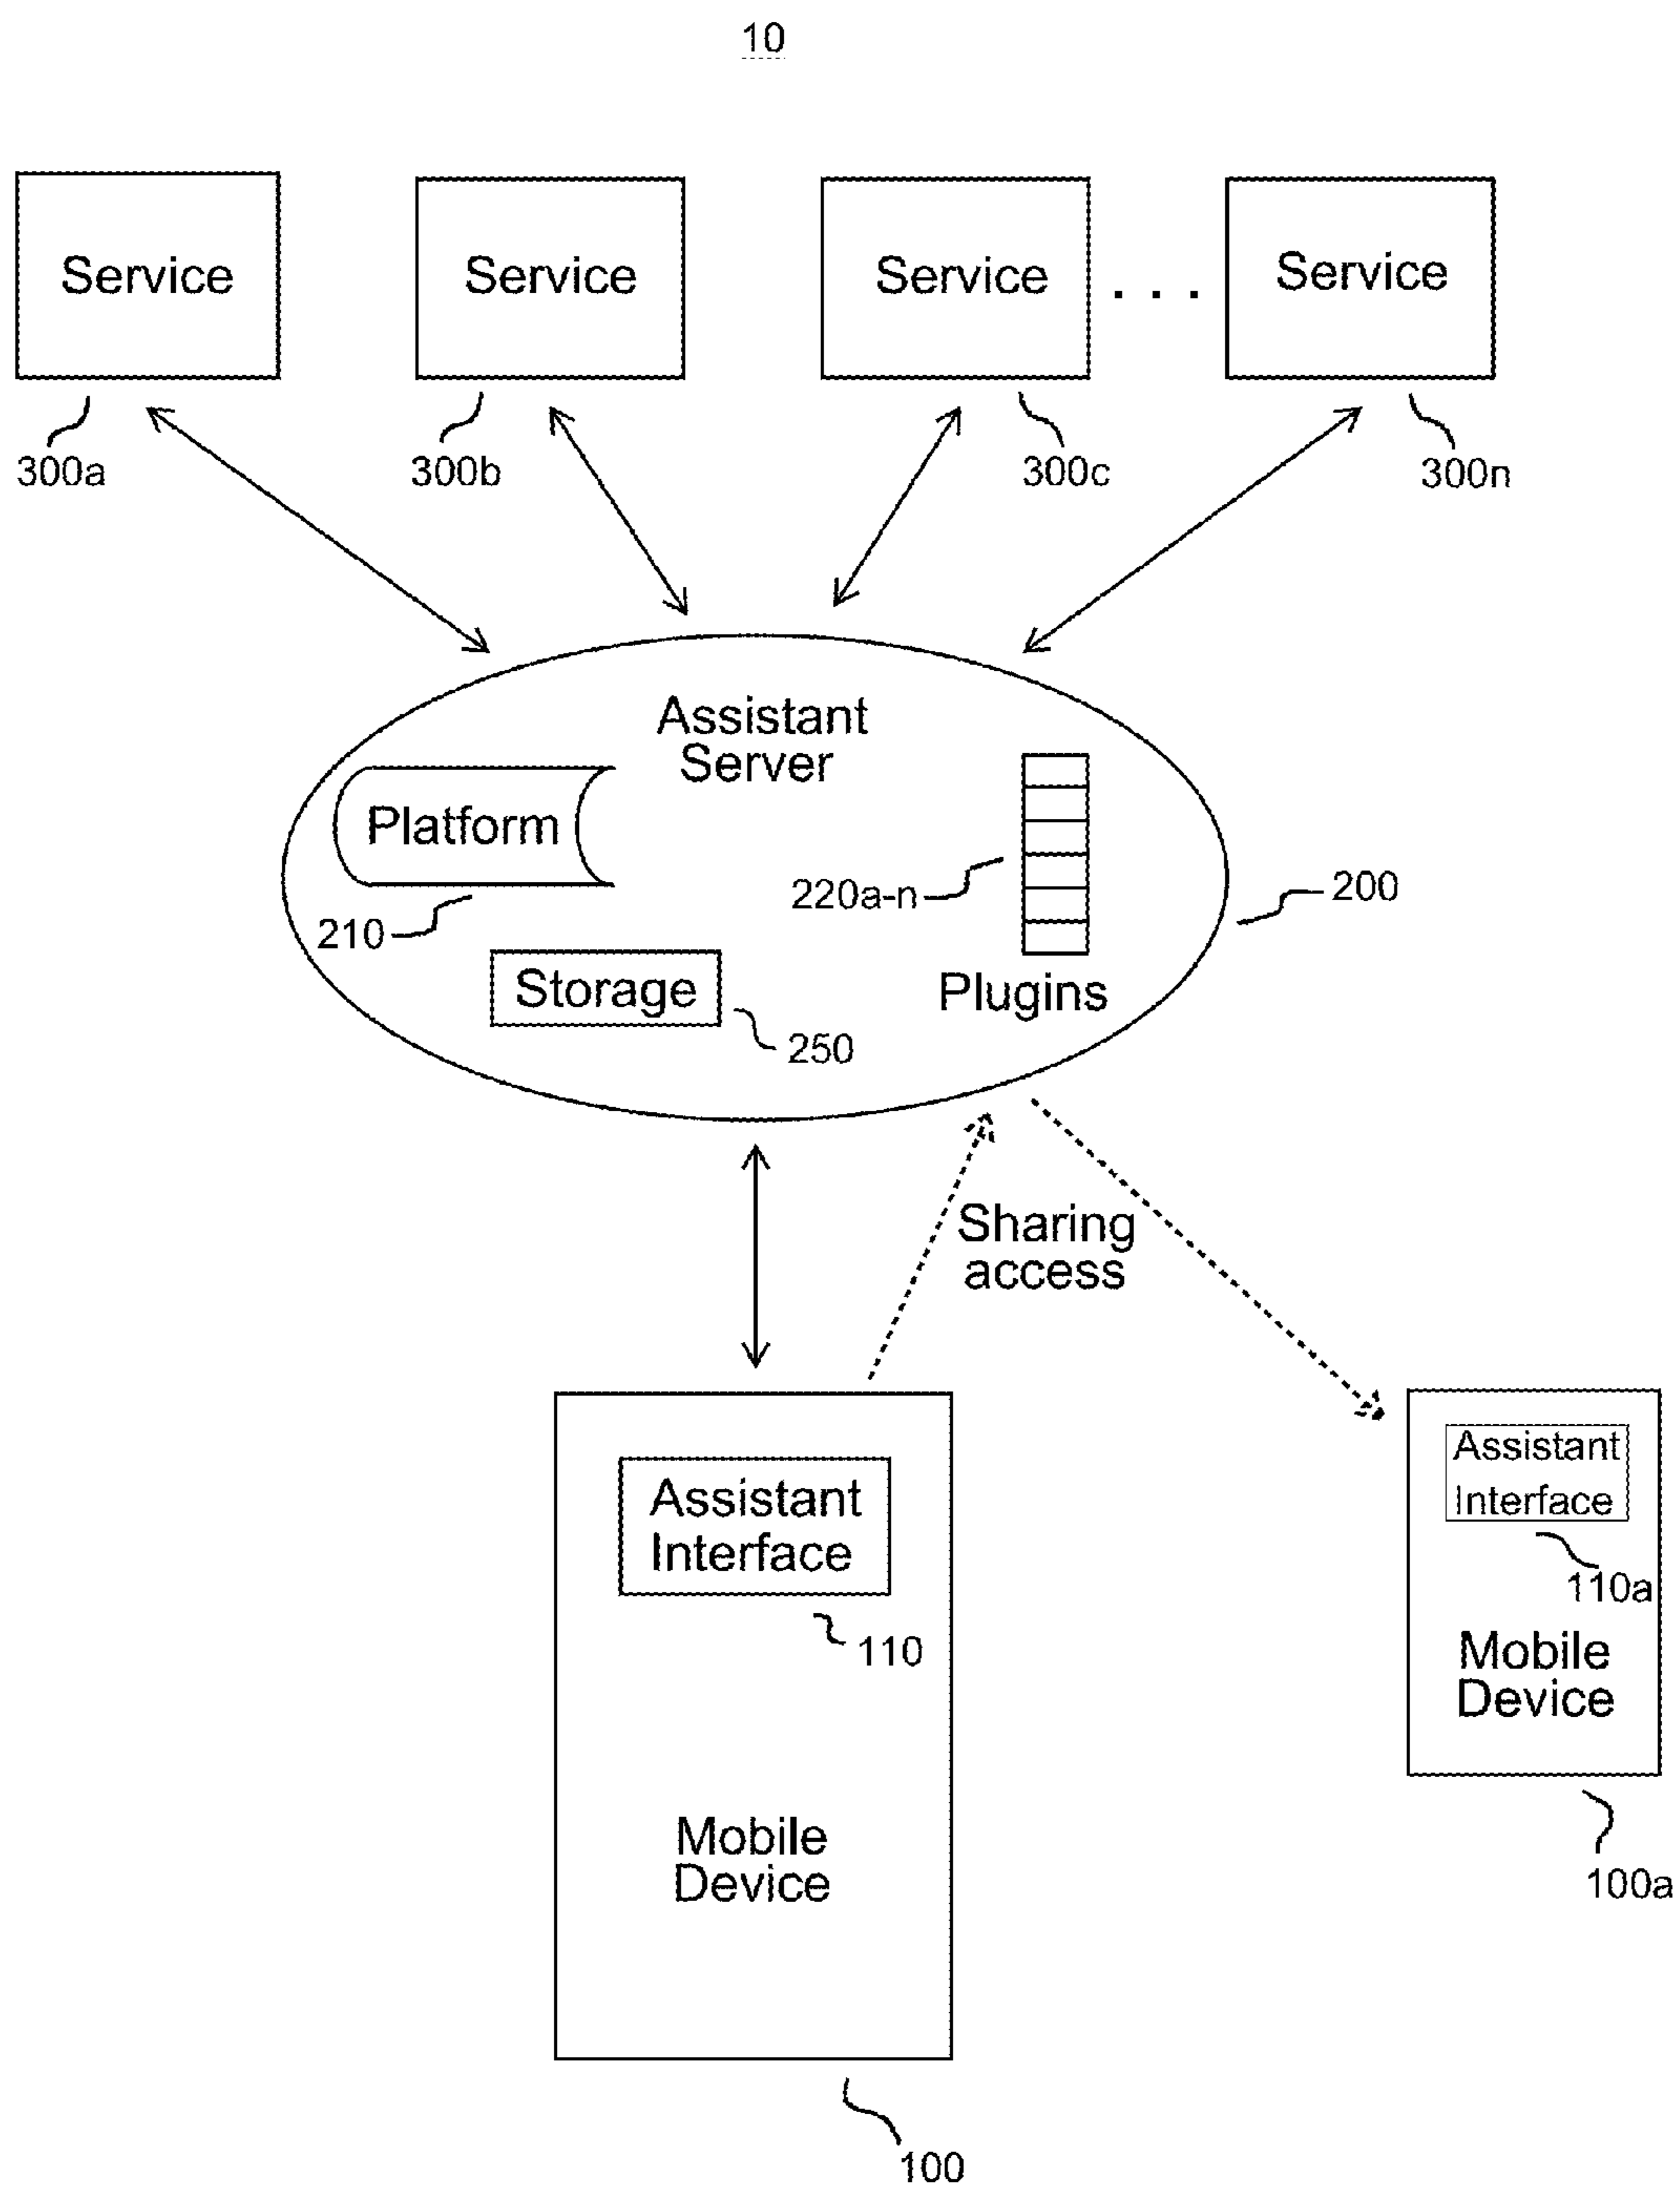 10
Service
Service
Service
. . .
Service
300a
300b
300c
300n
Assistant
Server
Platform
210
220a-n
200
Storage
250
Plugins
Sharing
access
Assistant
Interface
110
Mobile
Device
100
Assistant
Interface
110a
Mobile
Device
100a